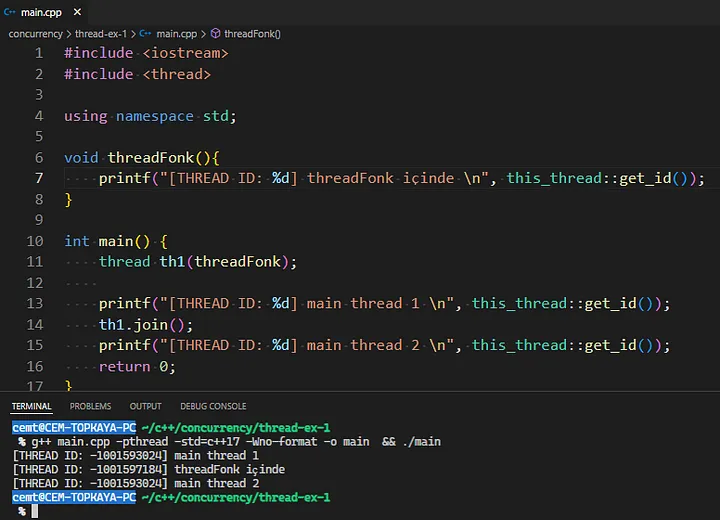 main.cpp ×
concurrency > thread-ex-1 > main.cpp > threadFonk()
1 #include <iostream>
2 #include <thread>
3
4 using namespace std;
5
6 void threadFonk(){
7     printf("[THREAD ID: %d] threadFonk içinde \n", this_thread::get_id());
8 }
9
10 int main() {
11     thread th1(threadFonk);
12
13     printf("[THREAD ID: %d] main thread 1 \n", this_thread::get_id());
14     th1.join();
15     printf("[THREAD ID: %d] main thread 2 \n", this_thread::get_id());
16     return 0;
17 }
TERMINAL PROBLEMS OUTPUT DEBUG CONSOLE
cemt@CEM-TOPKAYA-PC ~/c++/concurrency/thread-ex-1
% g++ main.cpp -pthread -std=c++17 -Wno-format -o main  && ./main
[THREAD ID: -1001593024] main thread 1
[THREAD ID: -1001597184] threadFonk içinde
[THREAD ID: -1001593024] main thread 2
cemt@CEM-TOPKAYA-PC ~/c++/concurrency/thread-ex-1
%